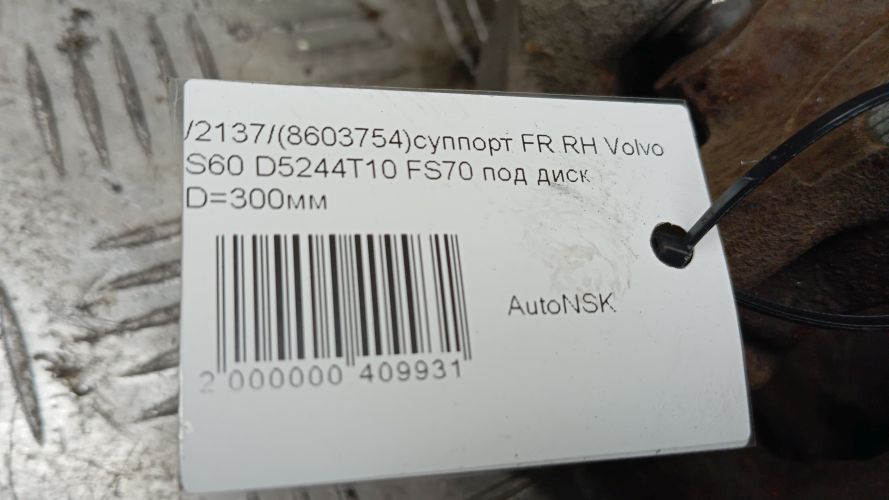 /2137/(8603754)суппорт FR RH Volvo
S60 D5244T10 FS70 под диск
D=300мм
AutoNSK
2 000000 409931